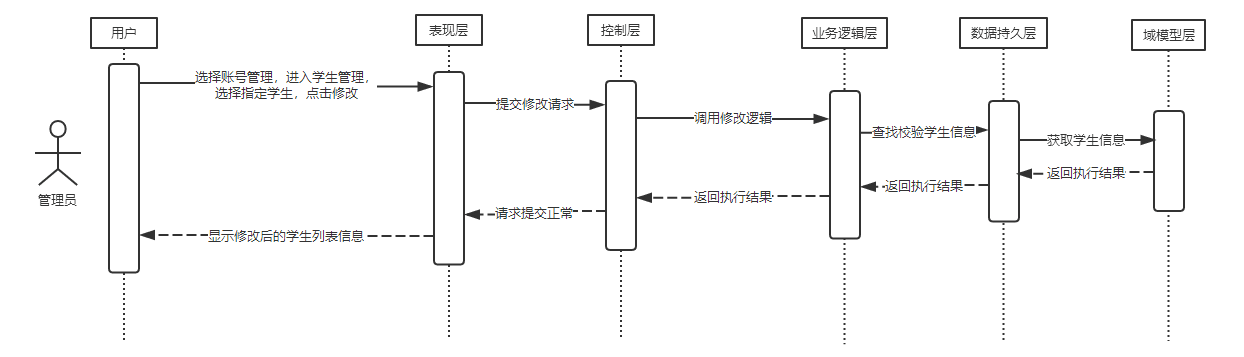 用户
表现层
控制层
业务逻辑层
数据持久层
域模型层
选择账号管理，进入学生管理，
选择指定学生，点击修改
提交修改请求
调用修改逻辑
查找校验学生信息
获取学生信息
返回执行结果
返回执行结果
返回执行结果
请求提交正常
显示修改后的学生列表信息
管理员